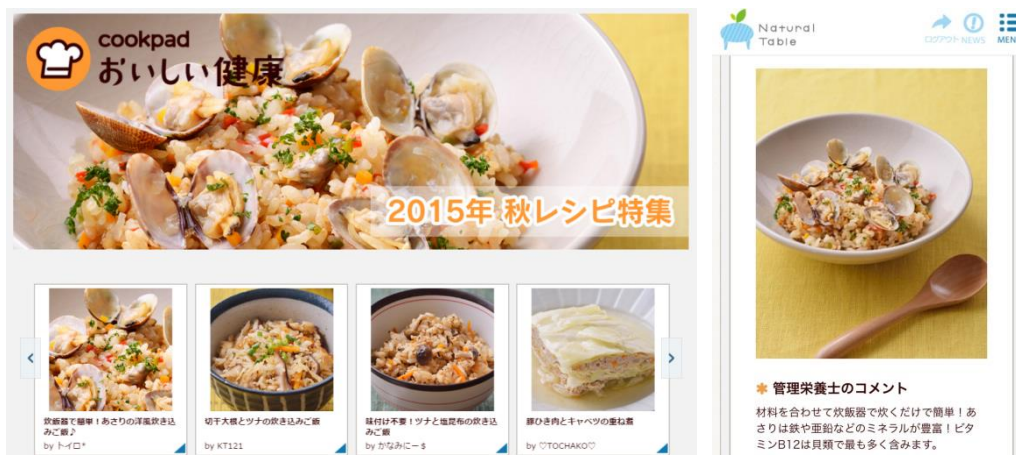 cookpad
おいしい健康
2015年 秋レシピ特集
炊飯器で簡単！あさりの洋風炊き込
みご飯♪
by トイロ*
切干大根とツナの炊き込みご飯
by KT121
味付け不要！ツナと塩昆布の炊き込
みご飯
by かなみにー$
豚ひき肉とキャベツの重ね煮
by ♡TOCHAKO♡
Natural
Table
ログアウト NEWS MEN
管理栄養士のコメント
材料を合わせて炊飯器で炊くだけで簡単！あ
さりは鉄や亜鉛などのミネラルが豊富！ビタ
ミンB12は貝類で最も多く含みます。